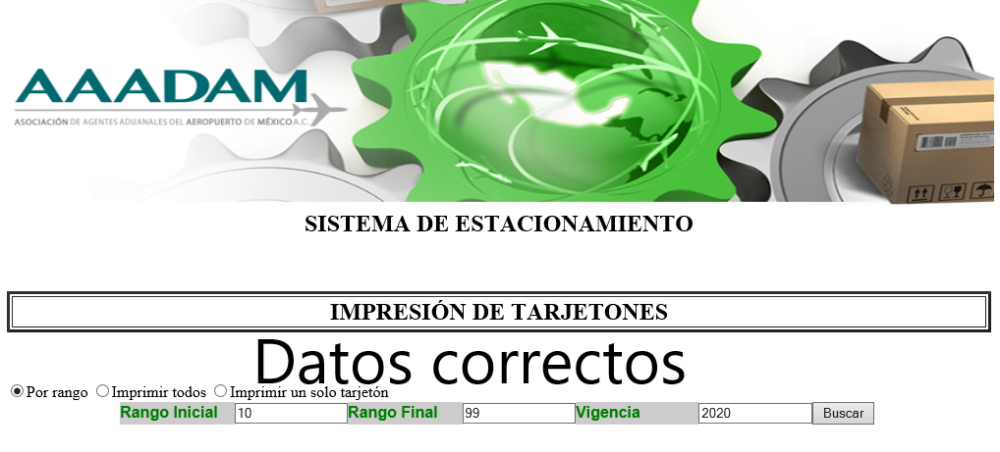 AAADAM
ASOCIACIÓN DE AGENTES ADUANALES DEL AEROPUERTO DE MÉXICO A.C.
SISTEMA DE ESTACIONAMIENTO
IMPRESIÓN DE TARJETONES
Datos correctos
Por rango Imprimir todos Imprimir un solo tarjetón
Rango Inicial 10 Rango Final 99 Vigencia 2020 Buscar